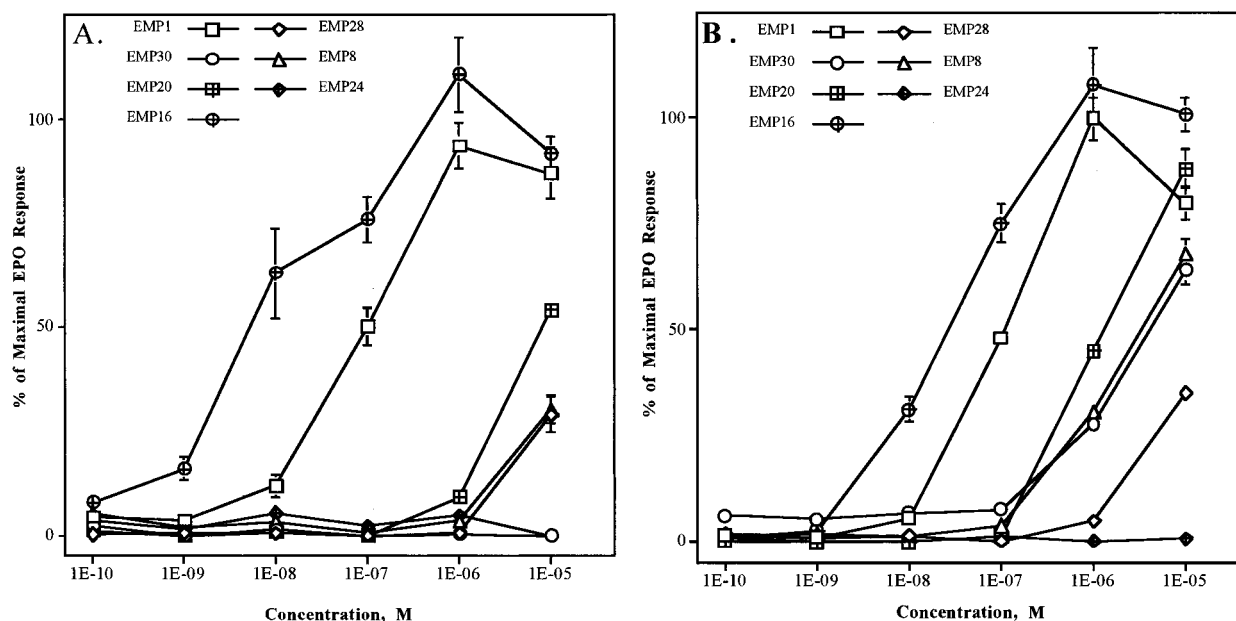 A.
EMP1 EMP28
EMP30 EMP8
EMP20 EMP24
EMP16
100
50
0
% of Maximal EPO Response
1E-10 1E-09 1E-08 1E-07 1E-06 1E-05
Concentration, M
B.
EMP1 EMP28
EMP30 EMP8
EMP20 EMP24
EMP16
100
50
0
% of Maximal EPO Response
1E-10 1E-09 1E-08 1E-07 1E-06 1E-05
Concentration, M